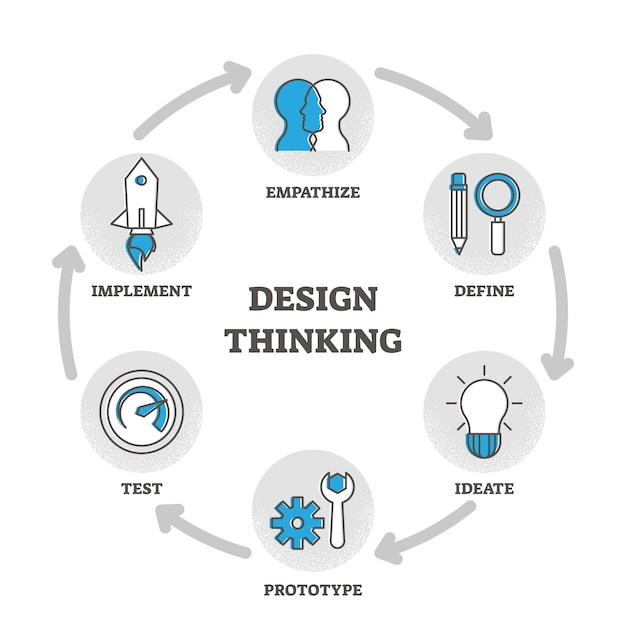 EMPATHIZE
IMPLEMENT
DEFINE
DESIGN
THINKING
TEST
IDEATE
PROTOTYPE